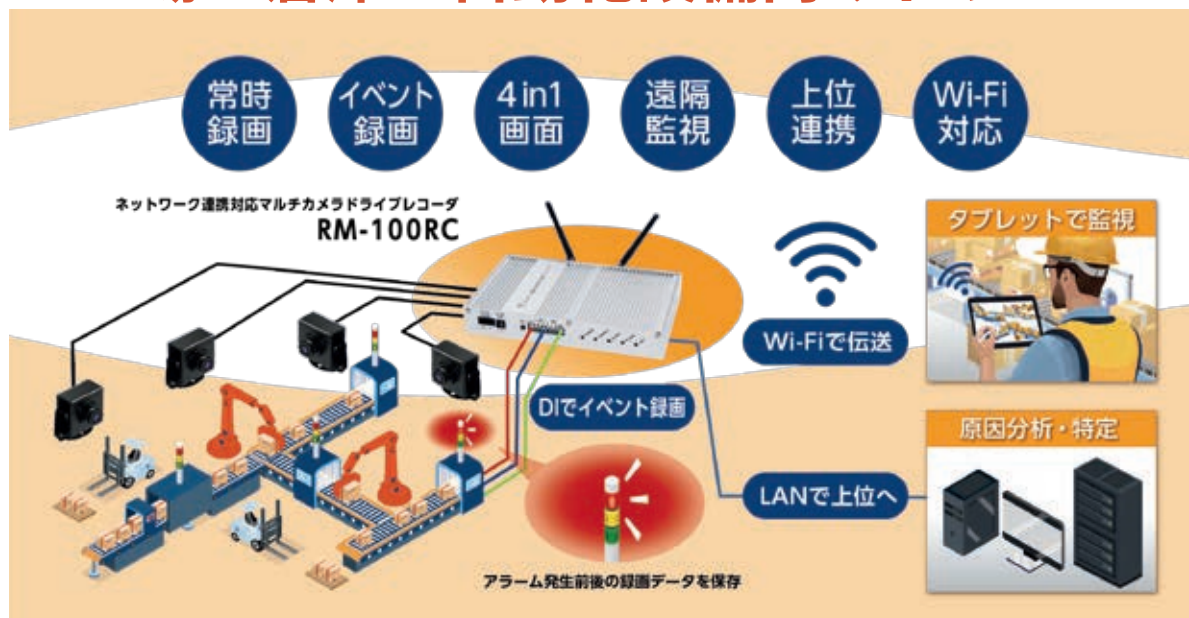 常時
録画
イベント
録画
4in1
画面
遠隔
監視
上位
連携
Wi-Fi
対応
ネットワーク連携対応マルチカメラドライブレコーダ
RM-100RC
タブレットで監視
Wi-Fiで伝送
DIでイベント録画
原因分析・特定
LANで上位へ
アラーム発生前後の録画データを保存